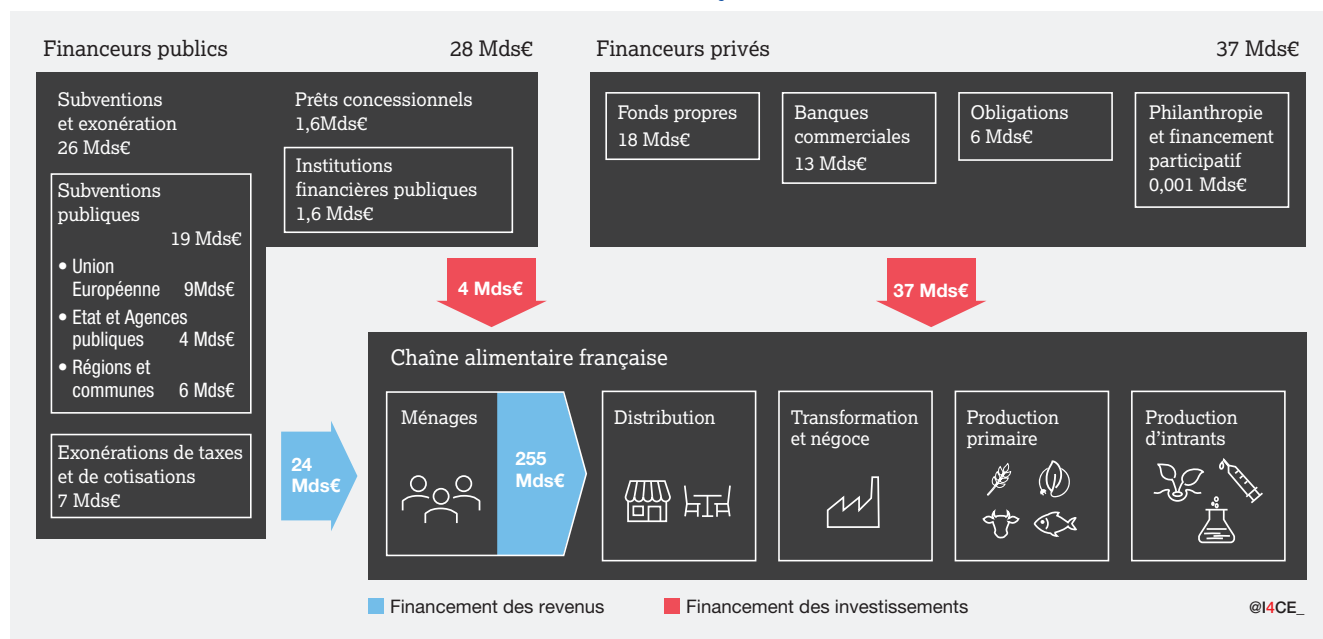 Financeurs publics 28 Mds€
Subventions
et exonération
26 Mds€
Subventions
publiques
19 Mds€
• Union
Européenne 9Mds€
• Etat et Agences
publiques 4 Mds€
• Régions et
communes 6 Mds€
Exonérations de taxes
et de cotisations
7 Mds€
Prêts concessionnels
1,6Mds€
Institutions
financières publiques
1,6 Mds€
Financeurs privés 37 Mds€
Fonds propres
18 Mds€
Banques
commerciales
13 Mds€
Obligations
6 Mds€
Philanthropie
et financement
participatif
0,001 Mds€
4 Mds€
37 Mds€
24
Mds€
Chaîne alimentaire française
Ménages
255
Mds€
Distribution
Transformation
et négoce
Production
primaire
Production
d'intrants
Financement des revenus
Financement des investissements
@I4CE_